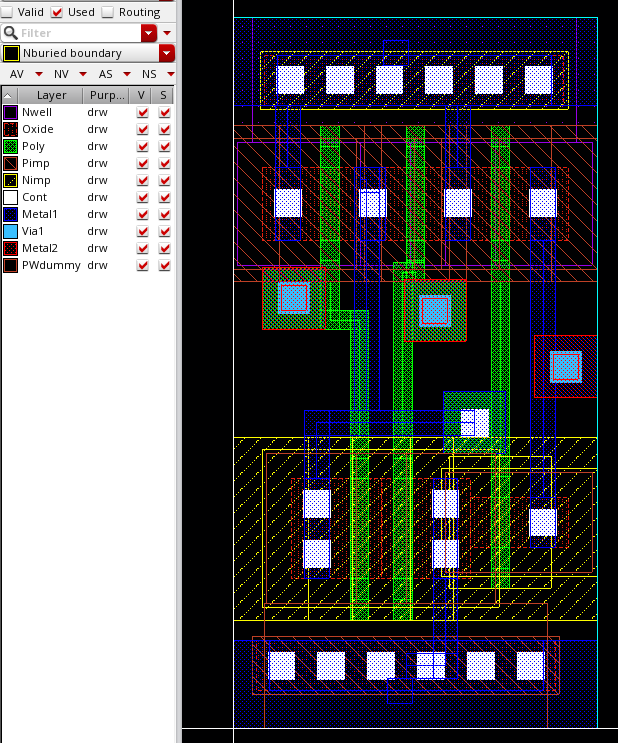 Valid Used Routing
Filter
Nburied boundary
AV NV AS NS
Layer Purp... V S
Nwell drw
Oxide drw
Poly drw
Pimp drw
Nimp drw
Cont drw
Metal1 drw
Via1 drw
Metal2 drw
PWdummy drw